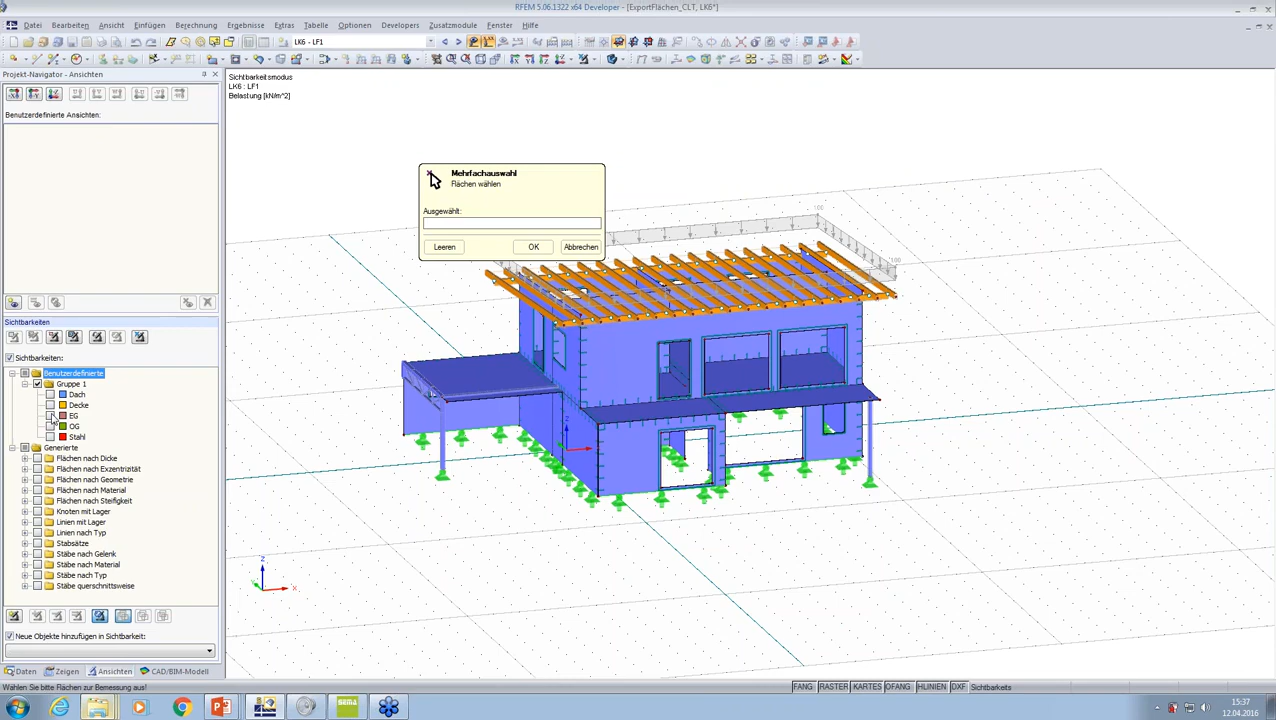 RFEM 5.06.1322 x64 Developer - [ExportFlächen_CLT, LK6*]
Datei Bearbeiten Ansicht Einfügen Berechnung Ergebnisse Extras Tabelle Optionen Developers Zusatzmodule Fenster Hilfe
LK6 - LF1
Projekt-Navigator - Ansichten
Benutzerdefinierte Ansichten:
Sichtbarkeiten
Sichtbarkeiten:
Benutzerdefinierte
Gruppe 1
Dach
Decke
EG
OG
Stahl
Generierte
Flächen nach Dicke
Flächen nach Exzentrizität
Flächen nach Geometrie
Flächen nach Material
Flächen nach Steifigkeit
Knoten mit Lager
Linien mit Lager
Linien nach Typ
Stabsätze
Stäbe nach Gelenk
Stäbe nach Material
Stäbe nach Typ
Stäbe querschnittsweise
Neue Objekte hinzufügen in Sichtbarkeit:
Daten Zeigen Ansichten CAD/BIM-Modell
Wählen Sie bitte Flächen zur Bemessung aus!
Sichtbarkeitsmodus
LK6 : LF1
Belastung [kN/m^2]
Mehrfachauswahl
Flächen wählen
Ausgewählt:
Leeren OK Abbrechen
Z
X
FANG RASTER KARTES OFANG HLINIEN DXF Sichtbarkeits
SEMA
15:37
12.04.2016